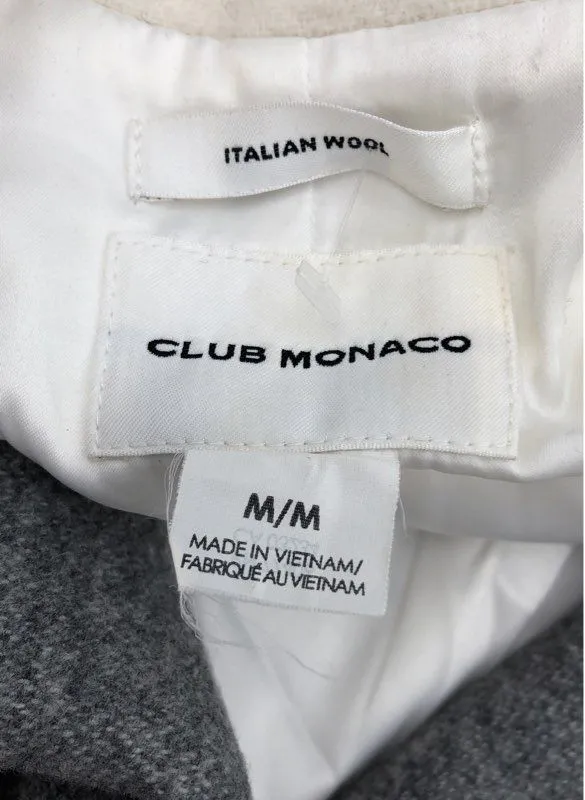 ITALIAN WOOL
CLUB MONACO
M/M
MADE IN VIETNAM/
FABRIQUÉ AU VIETNAM